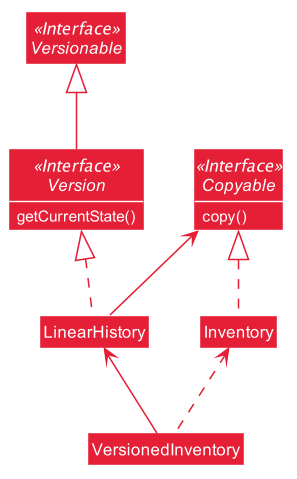 «Interface»
Versionable
«Interface»
Version
getCurrentState()
«Interface»
Copyable
copy()
LinearHistory
Inventory
VersionedInventory